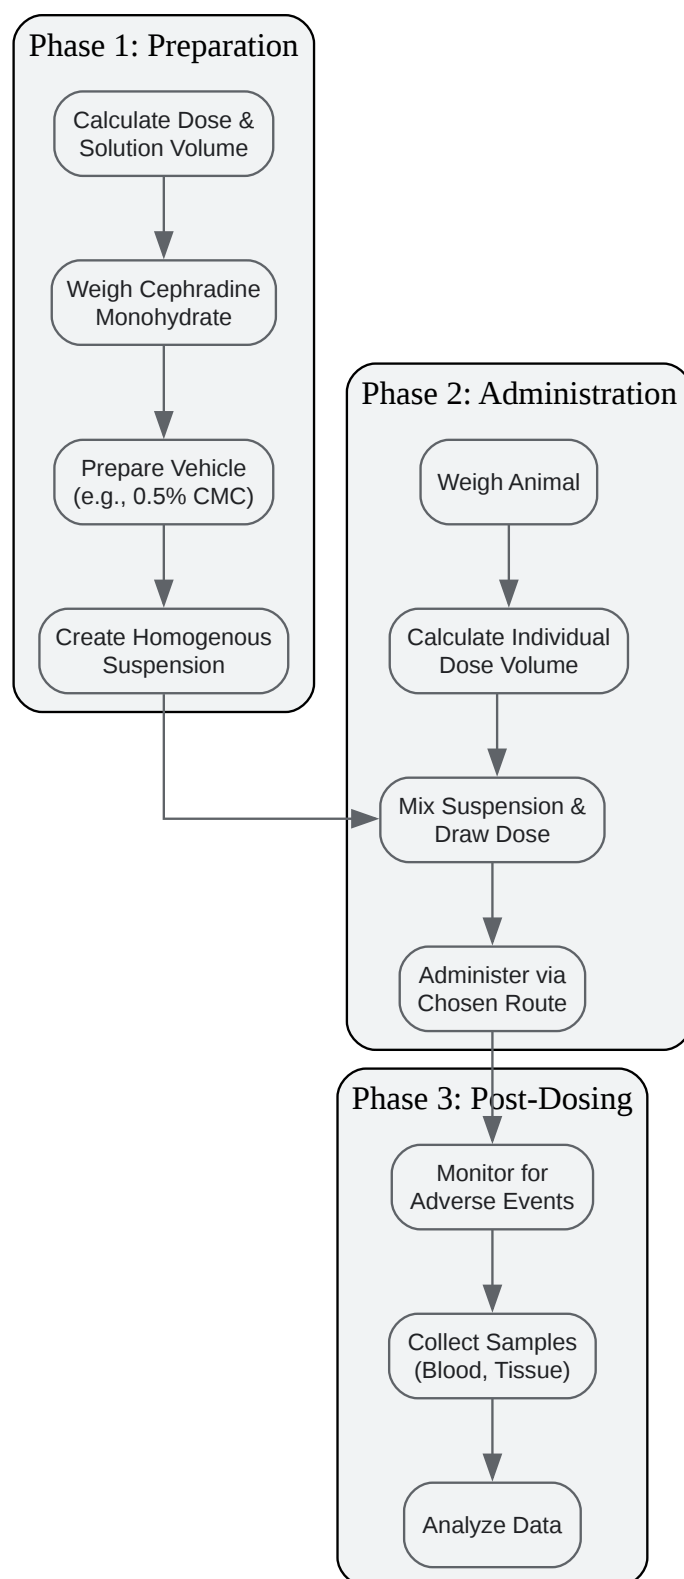 Phase 1: Preparation
Calculate Dose &
Solution Volume
Weigh Cephradine
Monohydrate
Prepare Vehicle
(e.g., 0.5% CMC)
Create Homogenous
Suspension
Phase 2: Administration
Weigh Animal
Calculate Individual
Dose Volume
Mix Suspension &
Draw Dose
Administer via
Chosen Route
Phase 3: Post-Dosing
Monitor for
Adverse Events
Collect Samples
(Blood, Tissue)
Analyze Data